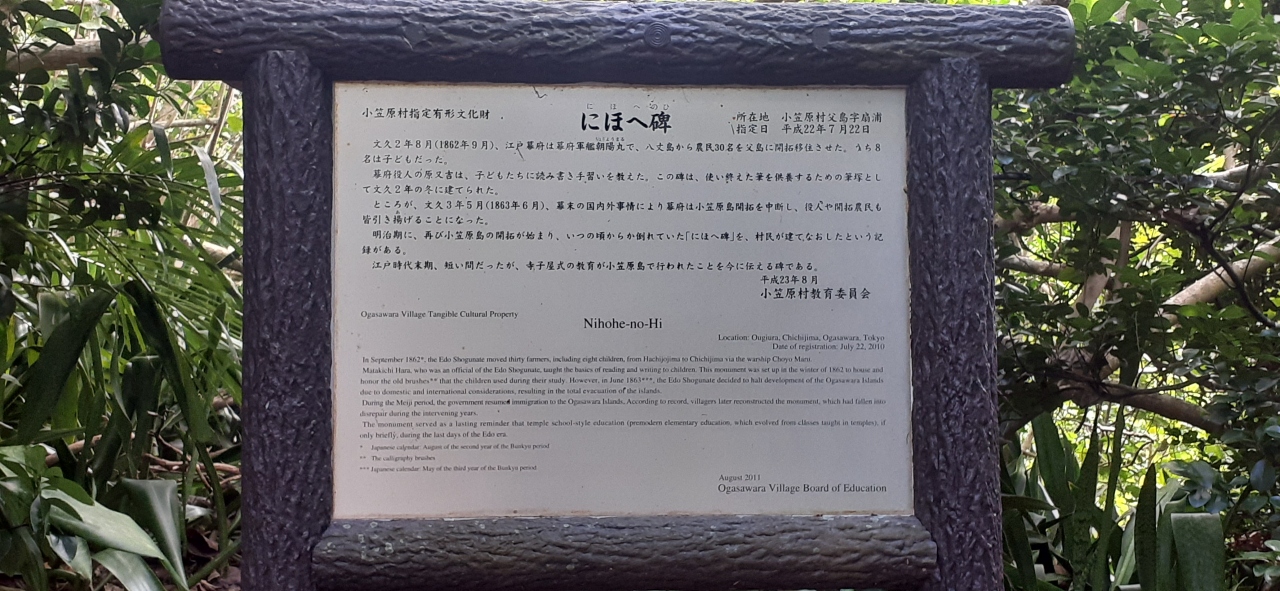 小笠原村指定有形文化財
にほへのひ
にほへ碑
所在地 小笠原村父島字扇浦
指定日 平成22年7月22日
ちょうようまる
文久2年8月(1862年9月)、江戸幕府は幕府軍艦朝陽丸で、八丈島から農民30名を父島に開拓移住させた。うち8
名は子どもだった。
幕府役人の原又吉は、子どもたちに読み書き手習いを教えた。この碑は、使い終えた筆を供養するための筆塚とし
て文久2年の冬に建てられた。
ところが、文久3年5月(1863年6月)、幕末の国内外事情により幕府は小笠原島開拓を中断し、役人や開拓農民も
皆引き揚げることになった。
明治期に、再び小笠原島の開拓が始まり、いつの頃からか倒れていた「にほへ碑」を、村民が建てなおしたという記
録がある。
江戸時代末期、短い間だったが、寺子屋式の教育が小笠原島で行われたことを今に伝える碑である。
平成23年8月
小笠原村教育委員会
Ogasawara Village Tangible Cultural Property
Nihohe-no-Hi
Location: Ougiura, Chichijima, Ogasawara, Tokyo
Date of registration: July 22, 2010
In September 1862*, the Edo Shogunate moved thirty farmers, including eight children, from Hachijojima to Chichijima via the warship Choyo Maru.
Matakichi Hara, who was an official of the Edo Shogunate, taught the basics of reading and writing to children. This monument was set up in the winter of 1862 to house and
honor the old brushes** that the children used during their study. However, in June 1863***, the Edo Shogunate decided to halt development of the Ogasawara Islands
due to domestic and international considerations, resulting in the total evacuation of the islands.
During the Meiji period, the government resumed immigration to the Ogasawara Islands. According to record, villagers later reconstructed the monument, which had fallen into
disrepair during the intervening years.
The monument served as a lasting reminder that temple school-style education (premodern elementary education, which evolved from classes taught in temples), if
only briefly, during the last days of the Edo era.
* Japanese calendar: August of the second year of the Bunkyu period
** The calligraphy brushes
*** Japanese calendar: May of the third year of the Bunkyu period
August 2011
Ogasawara Village Board of Education